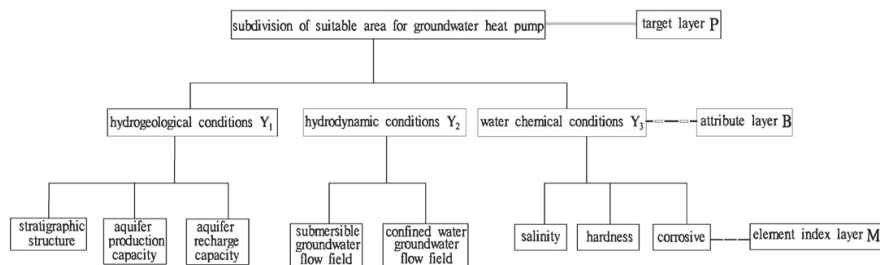 subdivision of suitable area for groundwater heat pump
target layer P
hydrogeological conditions Y₁
hydrodynamic conditions Y₂
water chemical conditions Y₃
attribute layer B
stratigraphic
structure
aquifer
production
capacity
aquifer
recharge
capacity
submersible
groundwater
flow field
confined water
groundwater
flow field
salinity
hardness
corrosive
element index layer M